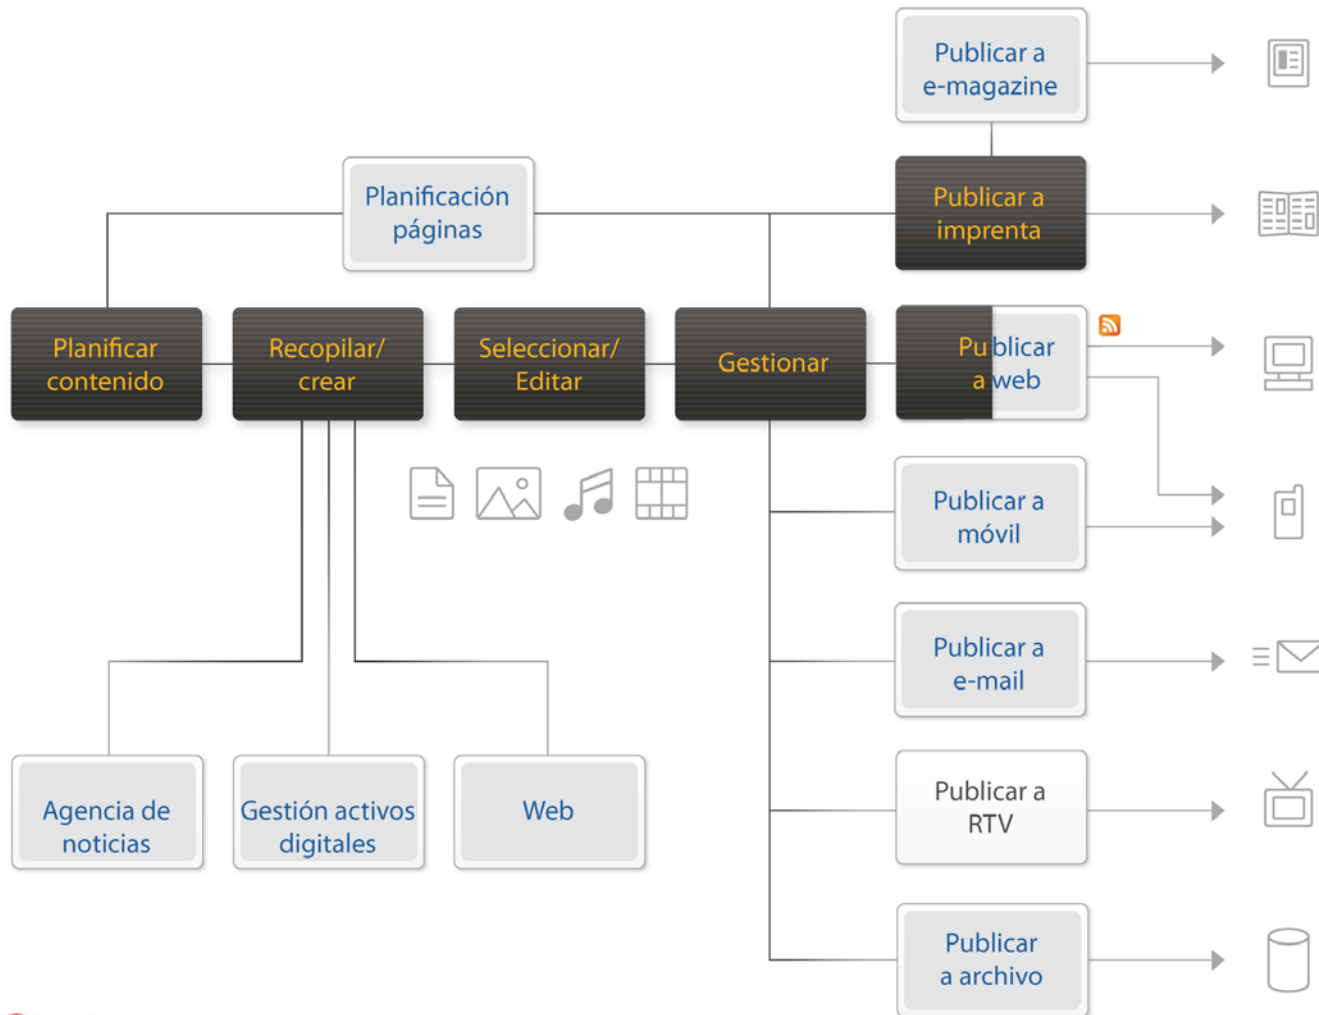 Publicar a
e-magazine
Planificación
páginas
Publicar a
imprenta
Planificar
contenido
Recopilar/
crear
Seleccionar/
Editar
Gestionar
Publicar
a web
Publicar a
móvil
Publicar a
e-mail
Agencia de
noticias
Gestión activos
digitales
Web
Publicar a
RTV
Publicar
a archivo